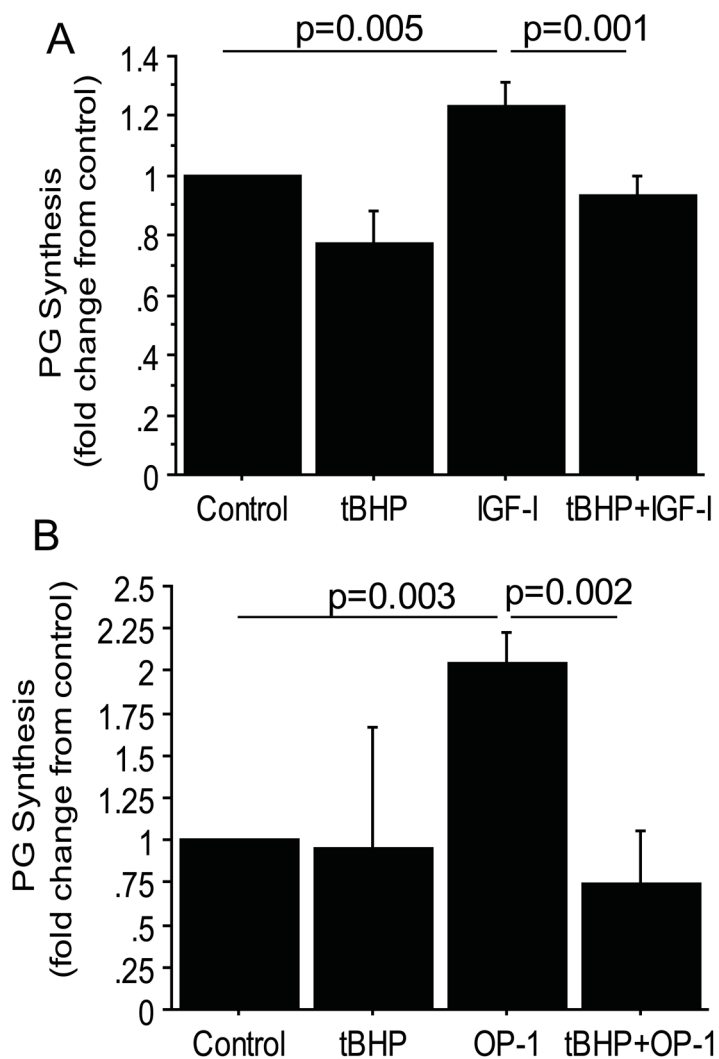 A
p=0.005 p=0.001
PG Synthesis
(fold change from control)
1.4
1.2
1
.8
.6
.4
.2
0
Control tBHP IGF-I tBHP+IGF-I
B
p=0.003 p=0.002
PG Synthesis
(fold change from control)
2.5
2.25
2
1.75
1.5
1.25
1
.75
.5
.25
0
Control tBHP OP-1 tBHP+OP-1